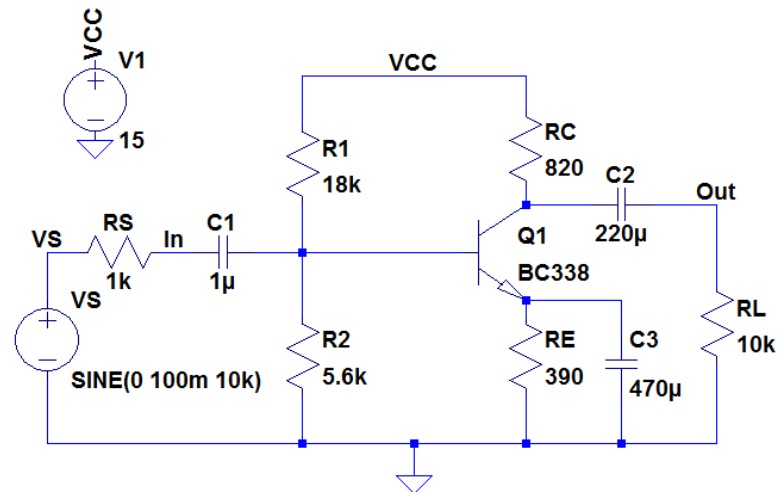 VCC
V1
15
VCC
R1
18k
RC
820
C2
220µ
Out
RS
1k
VS
In
C1
1µ
Q1
BC338
VS
SINE(0 100m 10k)
R2
5.6k
RE
390
C3
470µ
RL
10k